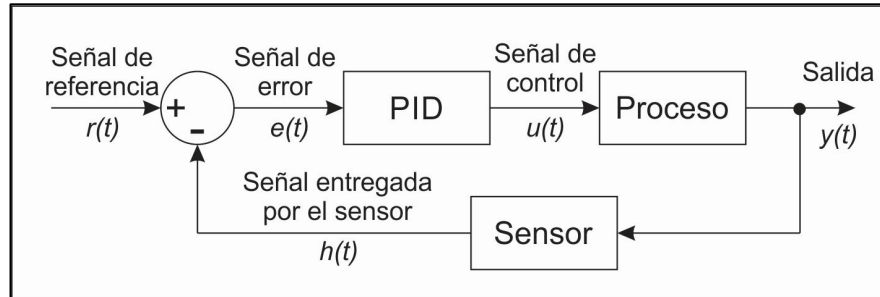 Señal de
referencia
r(t)
+
-
Señal de
error
e(t)
PID
Señal de
control
u(t)
Proceso
Salida
y(t)
Señal entregada
por el sensor
h(t)
Sensor